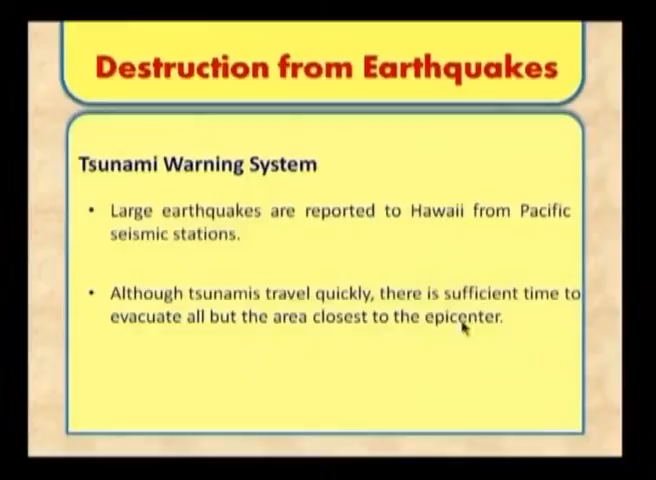 Destruction from Earthquakes
Tsunami Warning System
• Large earthquakes are reported to Hawaii from Pacific
seismic stations.
• Although tsunamis travel quickly, there is sufficient time to
evacuate all but the area closest to the epicenter.